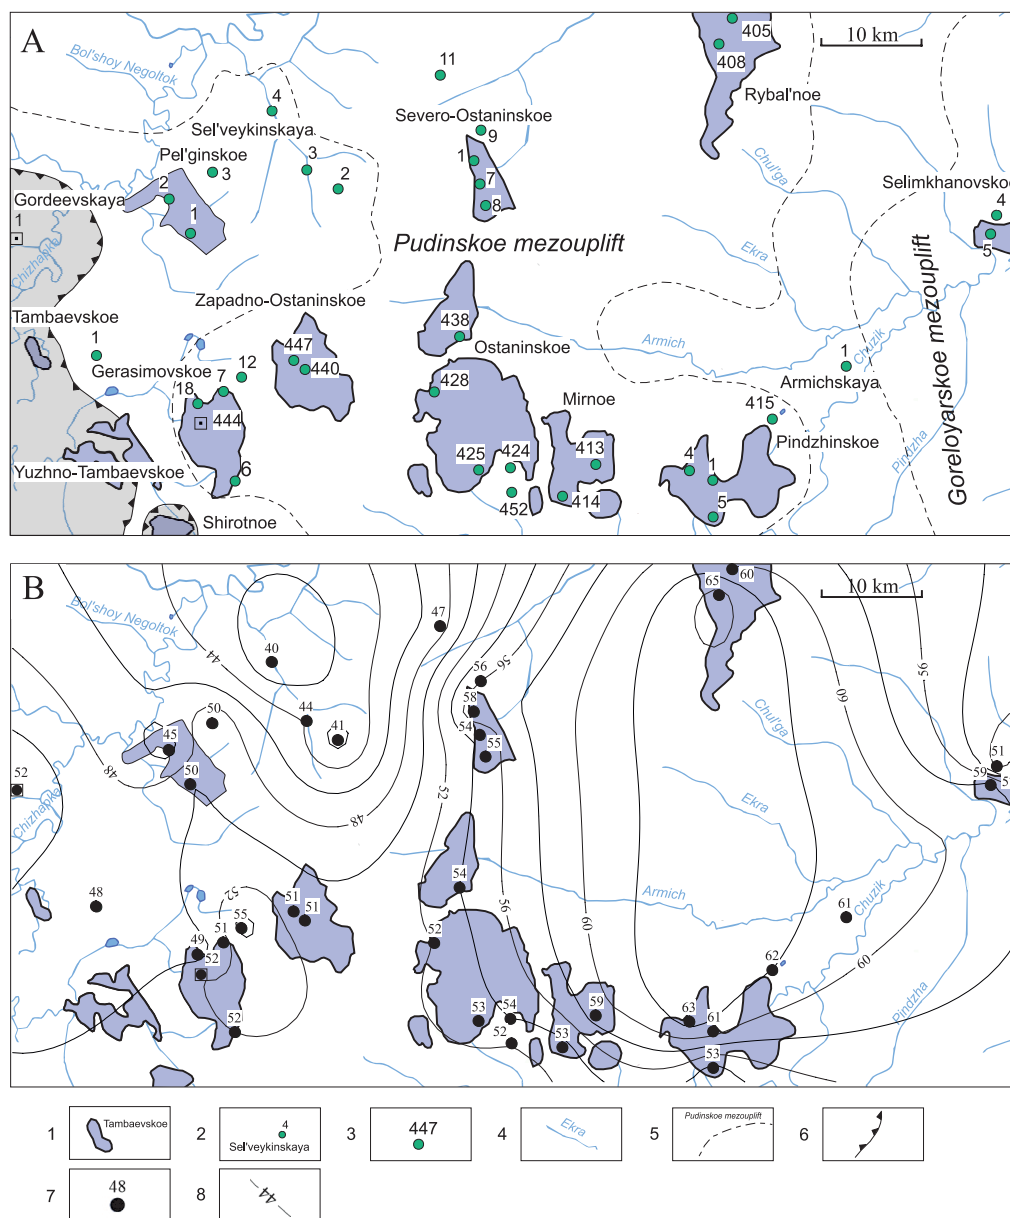 A
10 km
405
408
Rybal'noe
11
Bol'shoy Negoltok
4
Sel'veykinskaya
Severo-Ostaninskoe
9
1
7
8
Pel'ginskoe
3
3
2
2
1
Gordeevskaya
1
Chizhapke
Chul'ga
Selimkhanovskoe
4
5
Pudinskoe mezouplift
Ekra
Goreloyarskoe mezouplift
Zapadno-Ostaninskoe
Tambaevskoe
1
Gerasimovskoe
447
440
438
Ostaninskoe
428
Armich
Chuzik
1
Armichskaya
12
7
18
444
6
Mirnoe
413
414
425
424
452
415
Pindzhinskoe
4
1
5
Pindzha
Yuzhno-Tambaevskoe
Shirotnoe
B
10 km
60
65
47
Bol'shoy Negoltok
44
40
56
56
58
54
55
60
56
44
41
50
45
50
48
48
52
Chizhapke
52
Chul'ga
51
59
5
Ekra
48
52
55
51
49
52
52
51
51
54
52
56
60
Armich
Chuzik
61
60
62
53
54
52
53
59
63
61
53
Pindzha
1
Tambaevskoe
2
4
Sel'veykinskaya
3
447
4
Ekra
5
Pudinskoe mezouplift
6
7
48
8
44